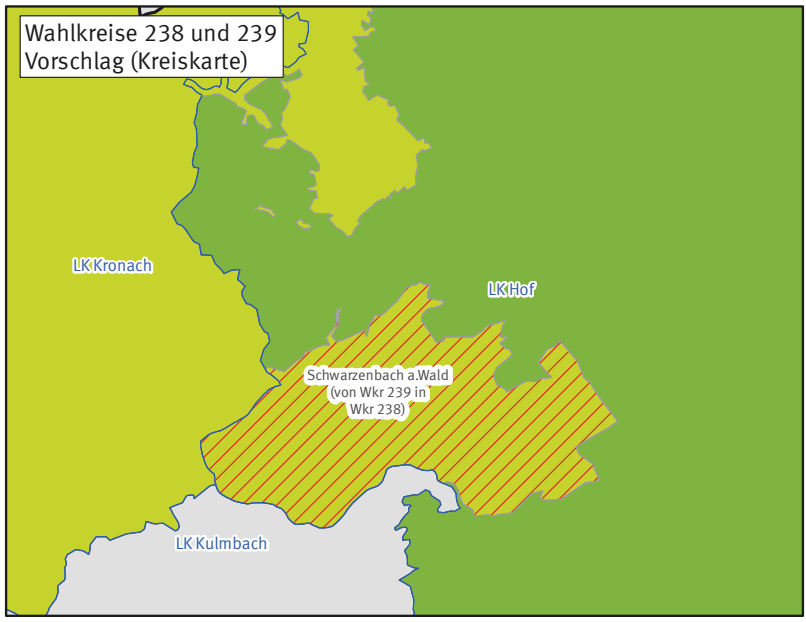 Wahlkreise 238 und 239
Vorschlag (Kreiskarte)
LK Kronach
LK Hof
Schwarzenbach a.Wald
(von Wkr 239 in
Wkr 238)
LK Kulmbach